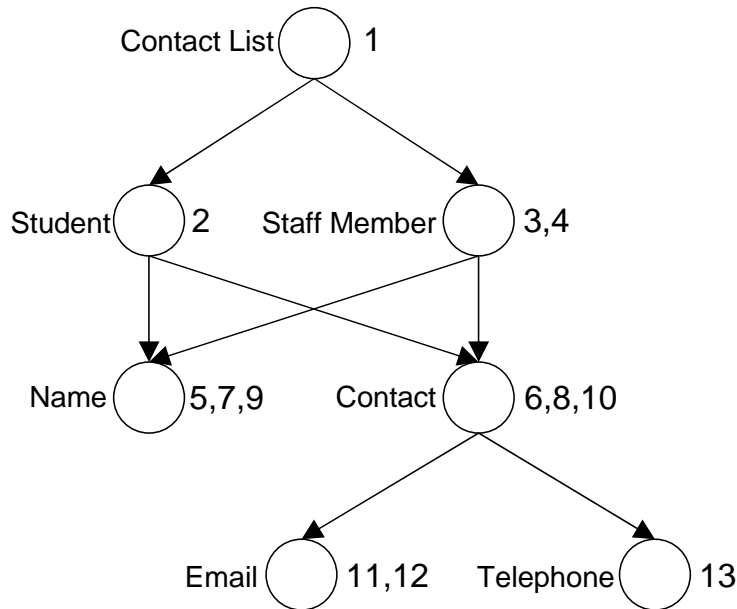 Contact List 1
Student 2 Staff Member 3,4
Name 5,7,9 Contact 6,8,10
Email 11,12 Telephone 13